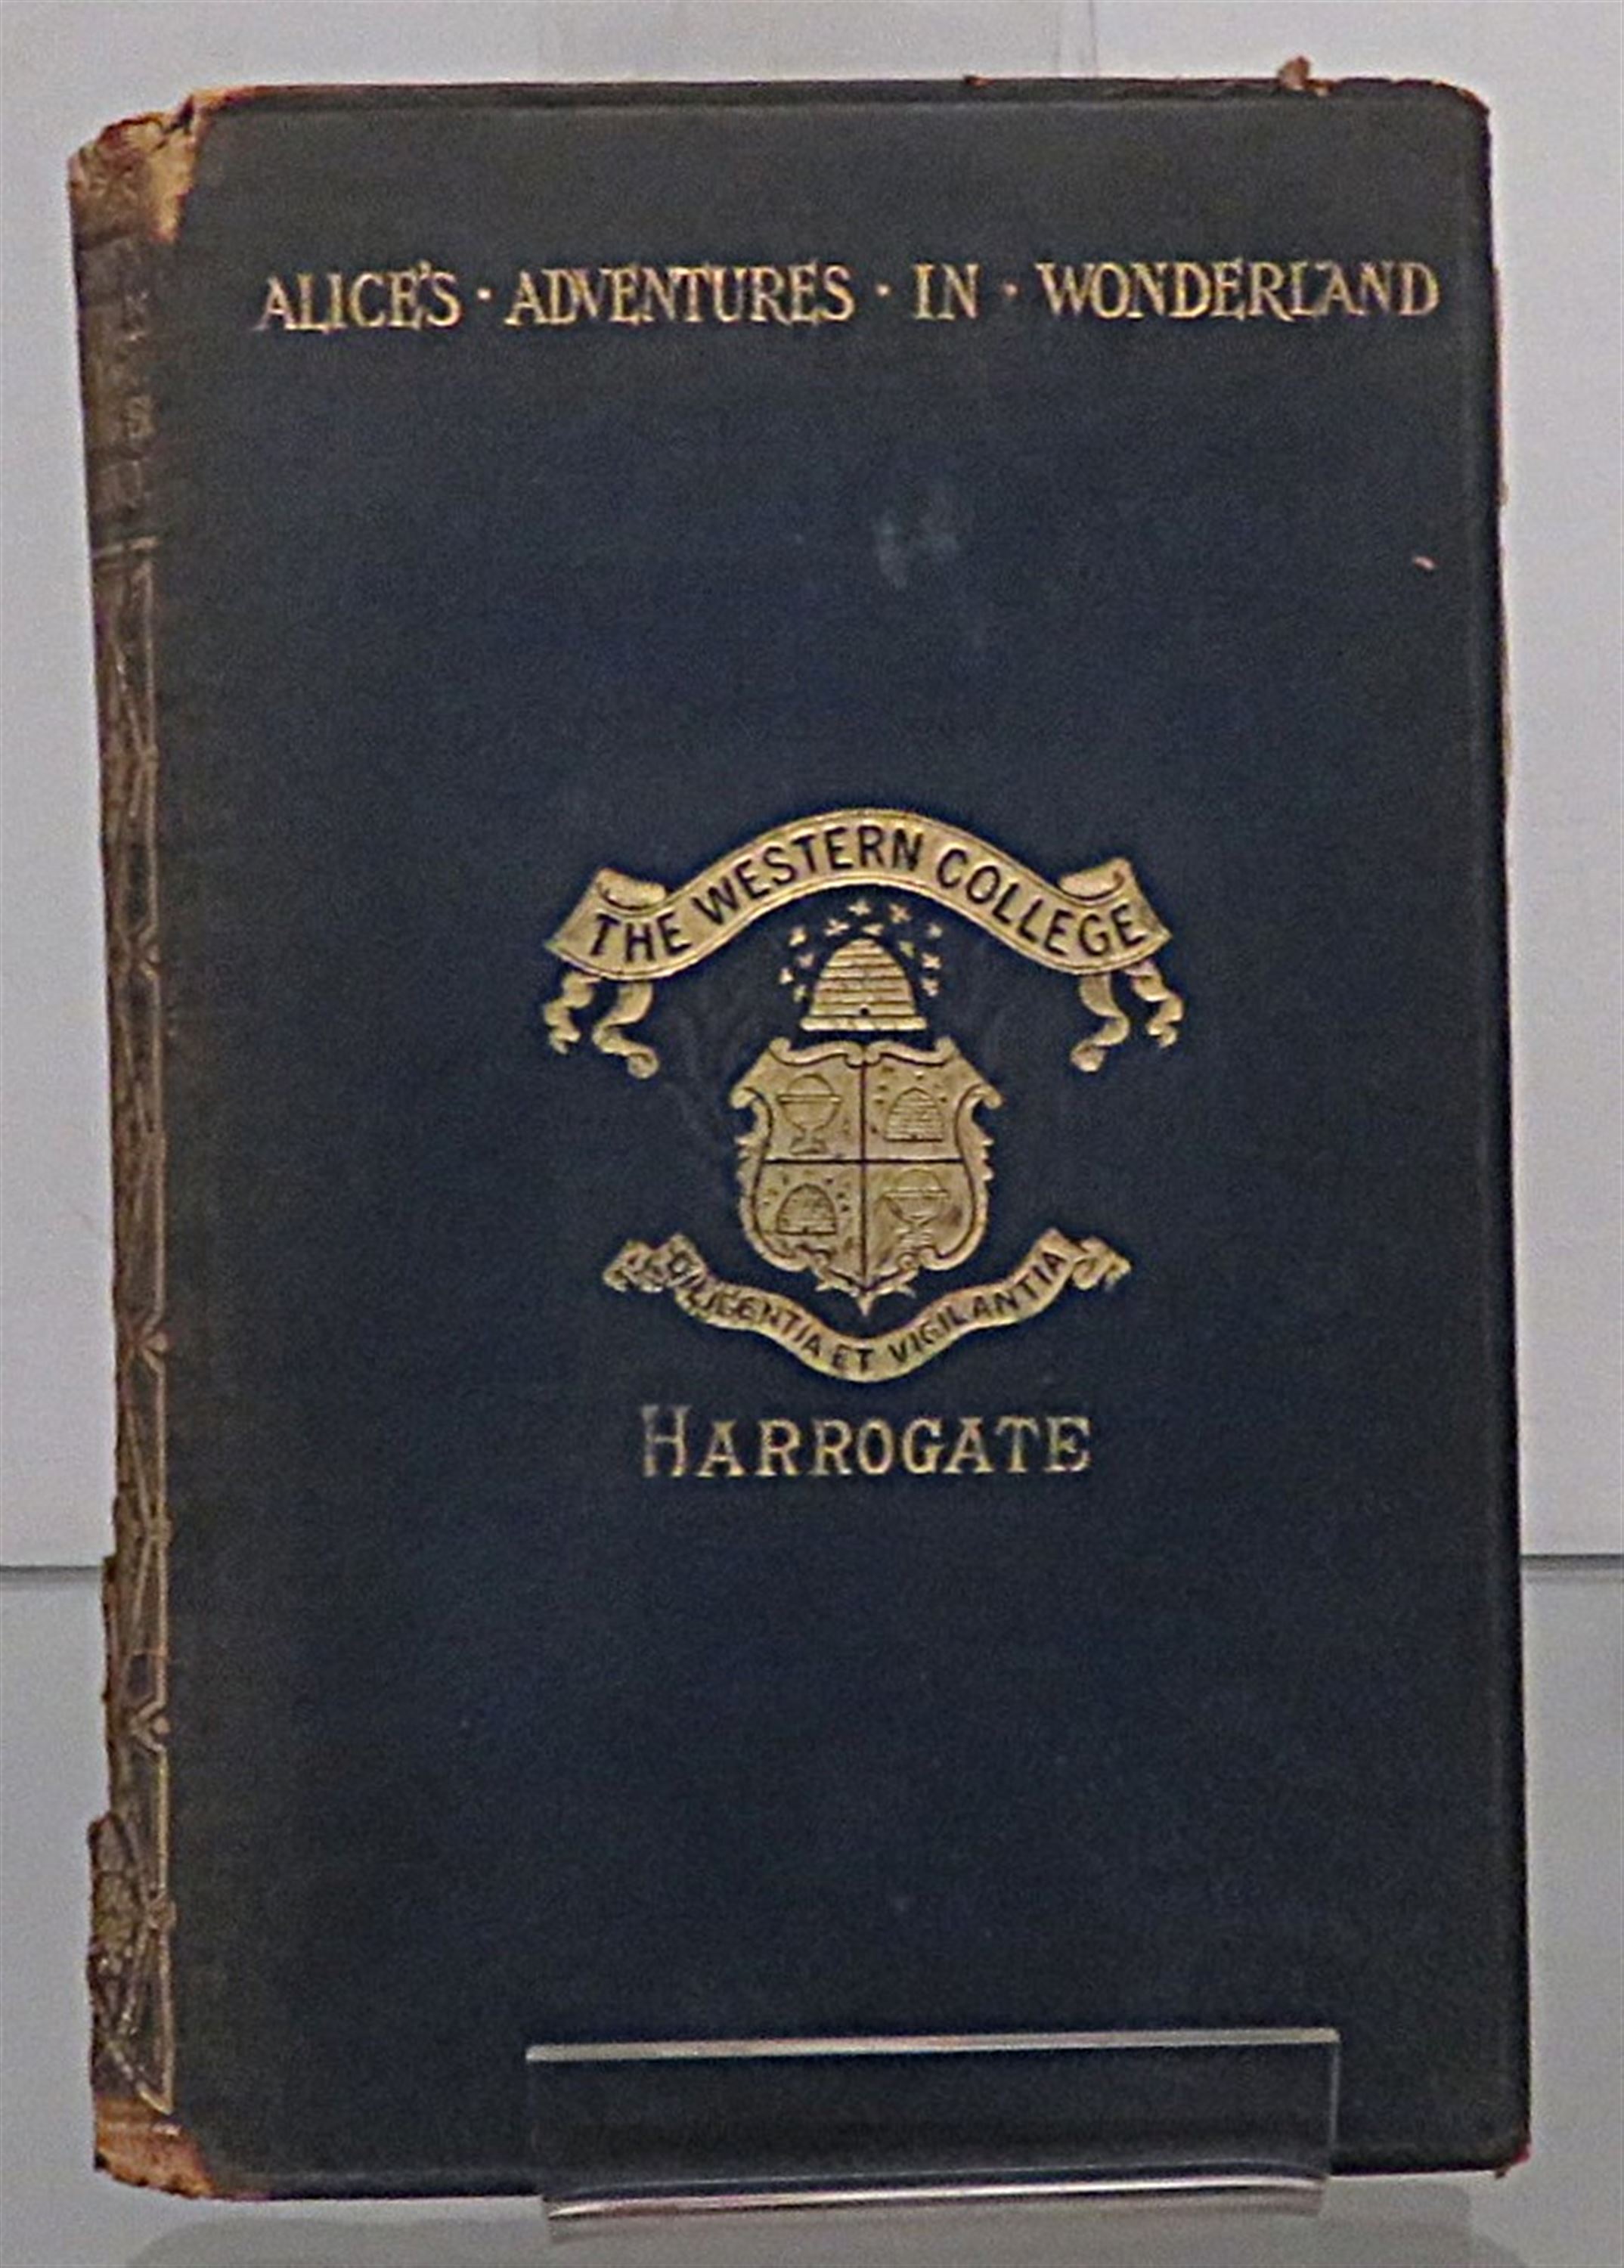 ALICE'S · ADVENTURES · IN · WONDERLAND
THE WESTERN COLLEGE
DILIGENTIA ET VIGILANTIA
HARROGATE